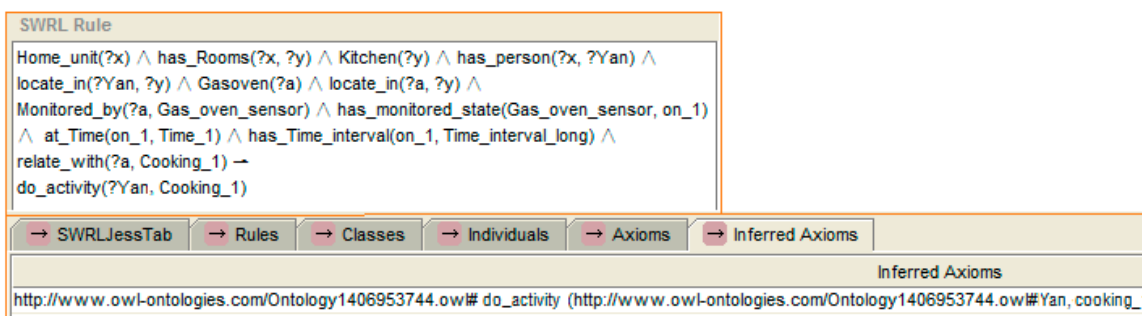 SWRL Rule
Home_unit(?x) ∧ has_Rooms(?x, ?y) ∧ Kitchen(?y) ∧ has_person(?x, ?Yan) ∧
locate_in(?Yan, ?y) ∧ Gasoven(?a) ∧ locate_in(?a, ?y) ∧
Monitored_by(?a, Gas_oven_sensor) ∧ has_monitored_state(Gas_oven_sensor, on_1)
∧ at_Time(on_1, Time_1) ∧ has_Time_interval(on_1, Time_interval_long) ∧
relate_with(?a, Cooking_1) →
do_activity(?Yan, Cooking_1)
→ SWRLJessTab → Rules → Classes → Individuals → Axioms → Inferred Axioms
Inferred Axioms
http://www.owl-ontologies.com/Ontology1406953744.owl# do_activity (http://www.owl-ontologies.com/Ontology1406953744.owl#Yan, cooking_